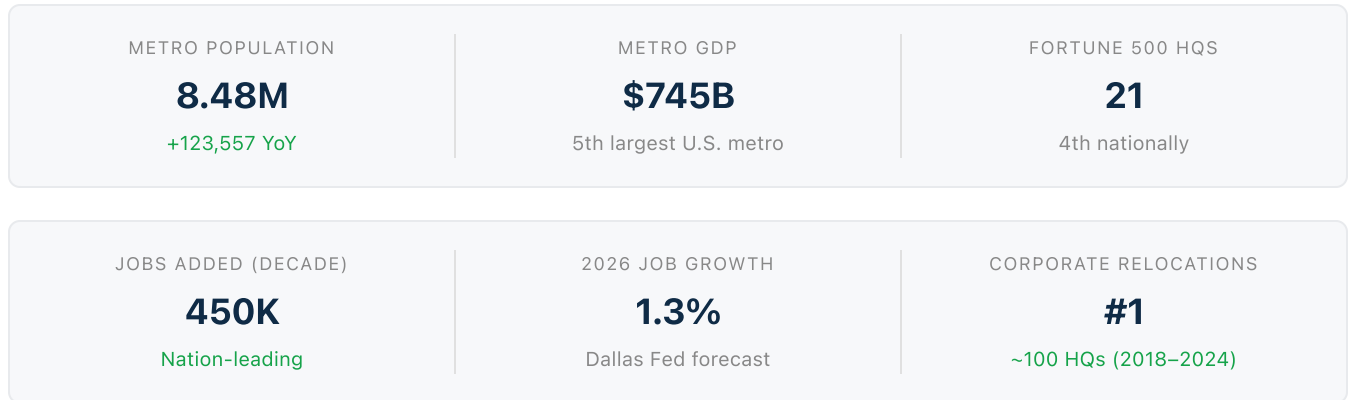 METRO POPULATION
METRO GDP
FORTUNE 500 HQS
8.48M
$745B
21
+123,557 YoY
5th largest U.S. metro
4th nationally
JOBS ADDED (DECADE)
2026 JOB GROWTH
CORPORATE RELOCATIONS
450K
1.3%
#1
Nation-leading
Dallas Fed forecast
~100 HQs (2018–2024)